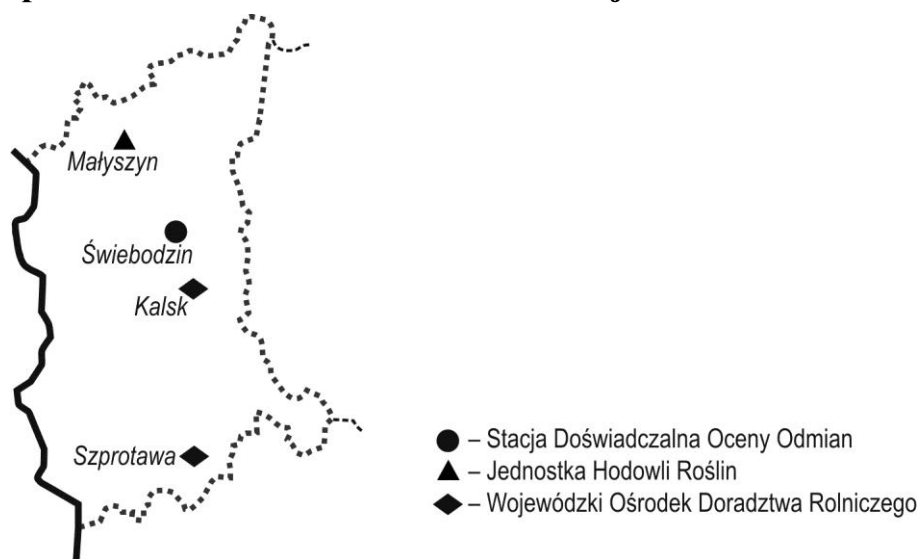 Małyszyn
Świebodzin
Kalsk
Szprotawa
– Stacja Doświadczalna Oceny Odmian
– Jednostka Hodowli Roślin
– Wojewódzki Ośrodek Doradztwa Rolniczego